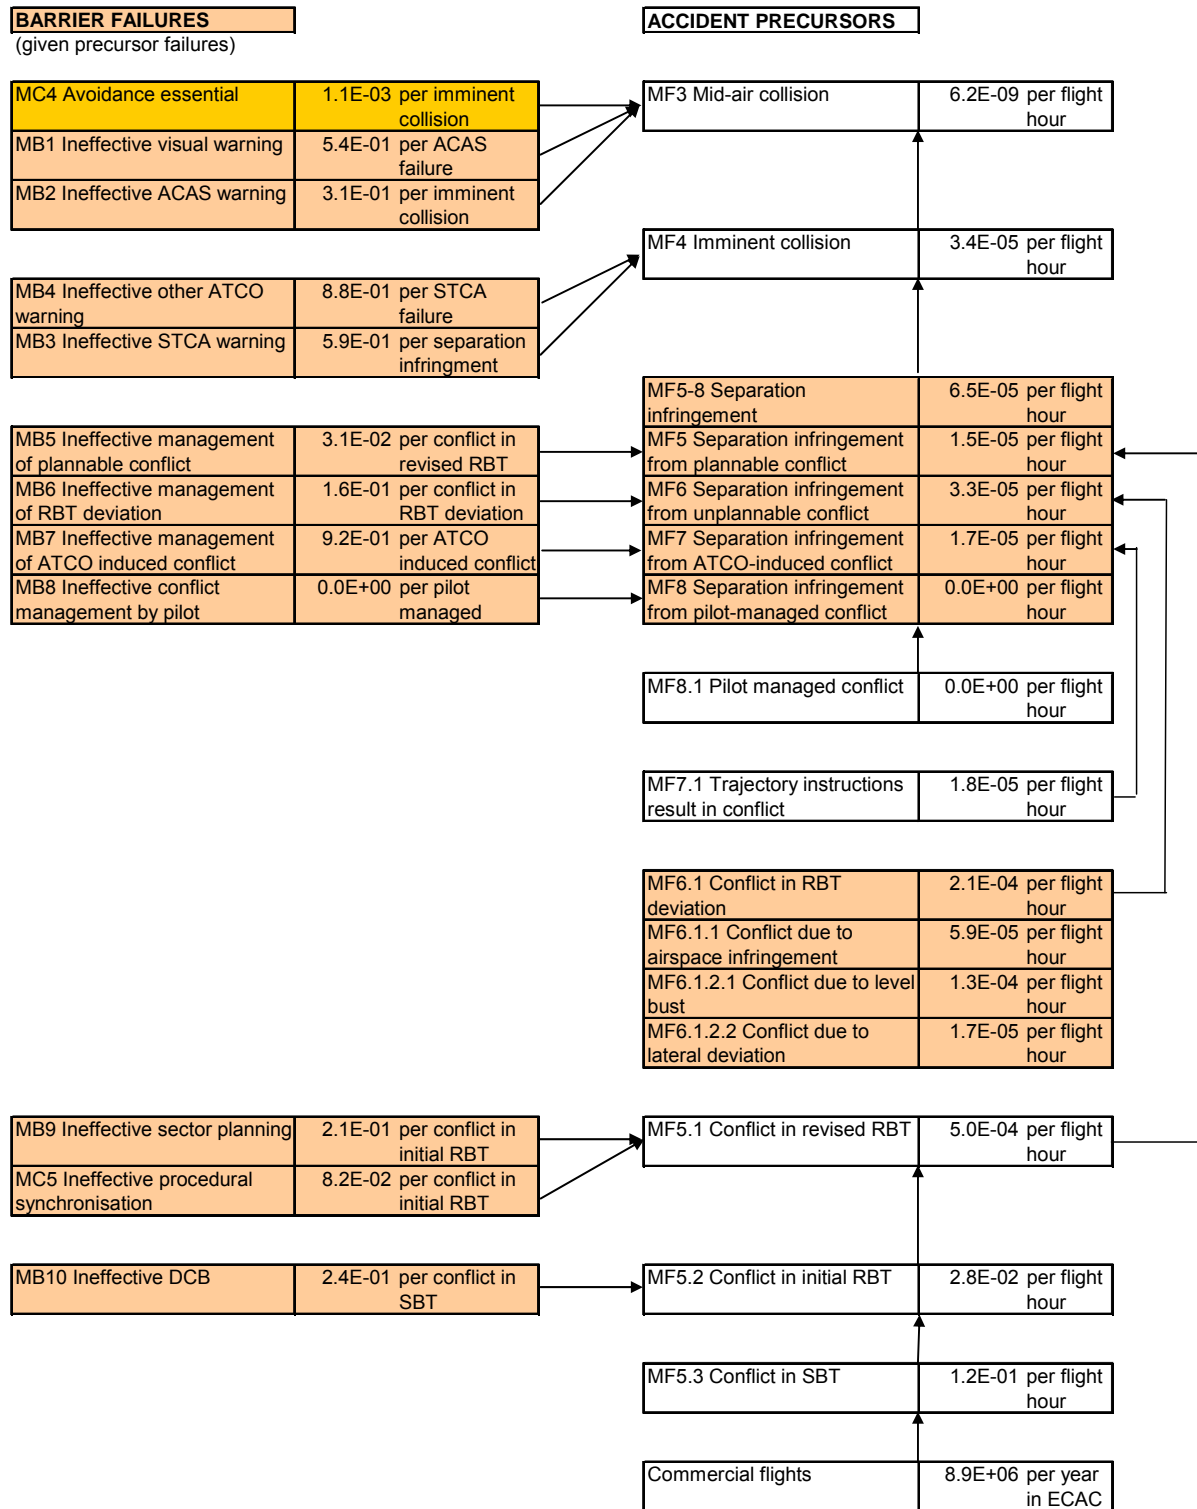 BARRIER FAILURES
(given precursor failures)
ACCIDENT PRECURSORS
MC4 Avoidance essential 1.1E-03 per imminent
collision
MB1 Ineffective visual warning 5.4E-01 per ACAS
failure
MB2 Ineffective ACAS warning 3.1E-01 per imminent
collision
MF3 Mid-air collision 6.2E-09 per flight
hour
MF4 Imminent collision 3.4E-05 per flight
hour
MB4 Ineffective other ATCO 8.8E-01 per STCA
warning failure
MB3 Ineffective STCA warning 5.9E-01 per separation
infringment
MF5-8 Separation 6.5E-05 per flight
infringement hour
MB5 Ineffective management 3.1E-02 per conflict in
of plannable conflict revised RBT
MF5 Separation infringement 1.5E-05 per flight
from plannable conflict hour
MB6 Ineffective management 1.6E-01 per conflict in
of RBT deviation RBT deviation
MF6 Separation infringement 3.3E-05 per flight
from unplannable conflict hour
MB7 Ineffective management 9.2E-01 per ATCO
of ATCO induced conflict induced conflict
MF7 Separation infringement 1.7E-05 per flight
from ATCO-induced conflict hour
MB8 Ineffective conflict 0.0E+00 per pilot
management by pilot managed
MF8 Separation infringement 0.0E+00 per flight
from pilot-managed conflict hour
MF8.1 Pilot managed conflict 0.0E+00 per flight
hour
MF7.1 Trajectory instructions 1.8E-05 per flight
result in conflict hour
MF6.1 Conflict in RBT 2.1E-04 per flight
deviation hour
MF6.1.1 Conflict due to 5.9E-05 per flight
airspace infringement hour
MF6.1.2.1 Conflict due to level 1.3E-04 per flight
bust hour
MF6.1.2.2 Conflict due to 1.7E-05 per flight
lateral deviation hour
MB9 Ineffective sector planning 2.1E-01 per conflict in
initial RBT
MC5 Ineffective procedural 8.2E-02 per conflict in
synchronisation initial RBT
MF5.1 Conflict in revised RBT 5.0E-04 per flight
hour
MB10 Ineffective DCB 2.4E-01 per conflict in
SBT
MF5.2 Conflict in initial RBT 2.8E-02 per flight
hour
MF5.3 Conflict in SBT 1.2E-01 per flight
hour
Commercial flights 8.9E+06 per year
in ECAC